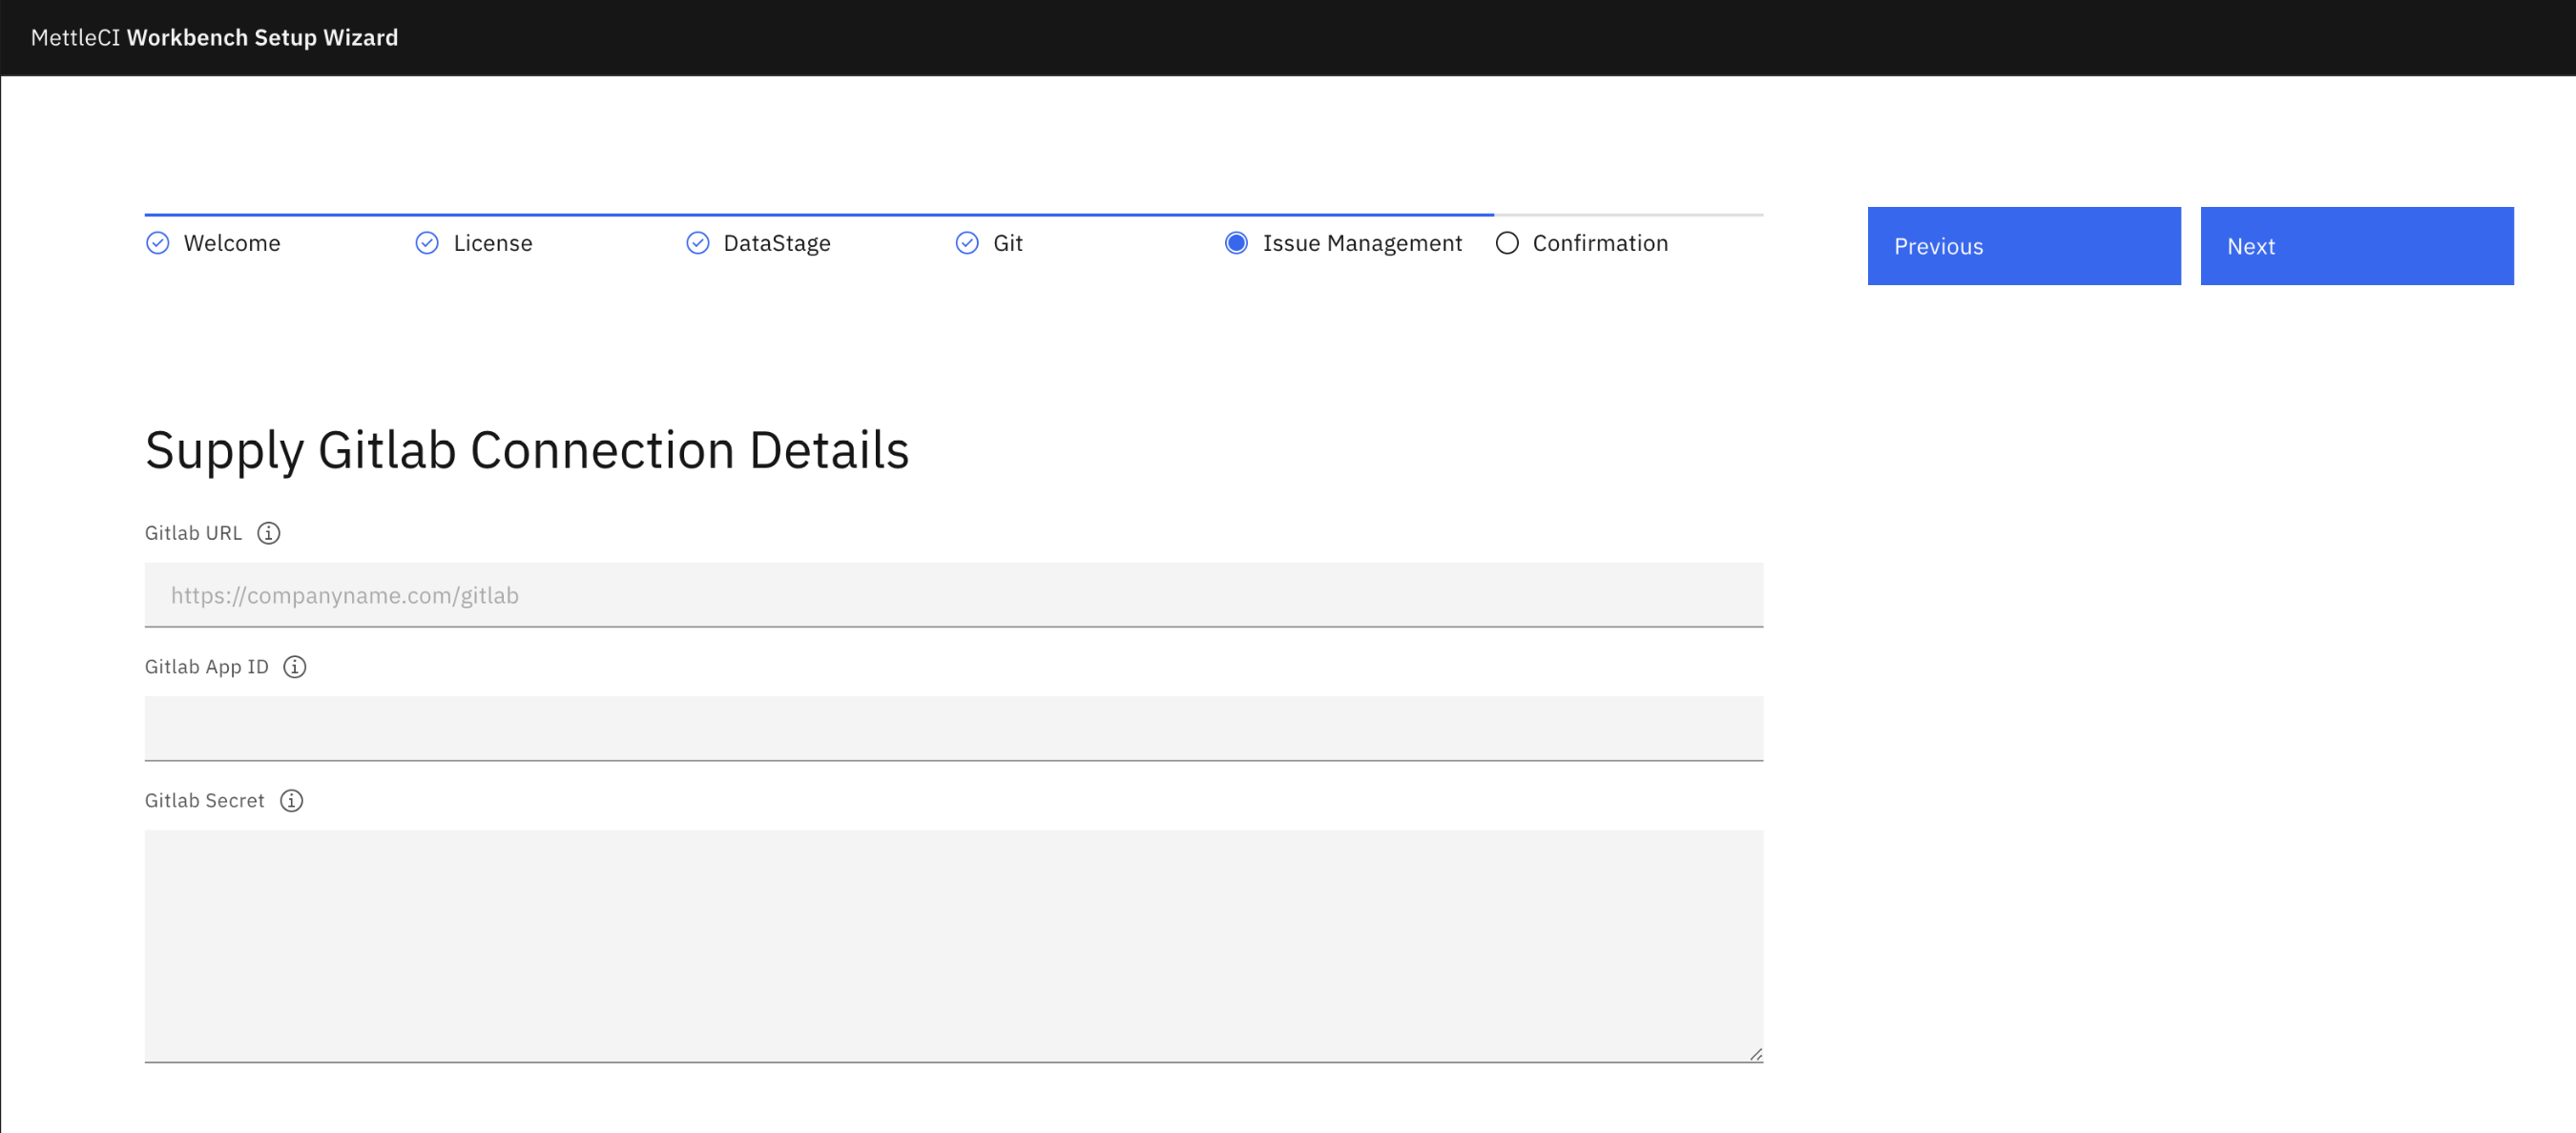 MettleCI Workbench Setup Wizard
Welcome License DataStage Git Issue Management Confirmation Previous Next
Supply Gitlab Connection Details
Gitlab URL
https://companyname.com/gitlab
Gitlab App ID
Gitlab Secret